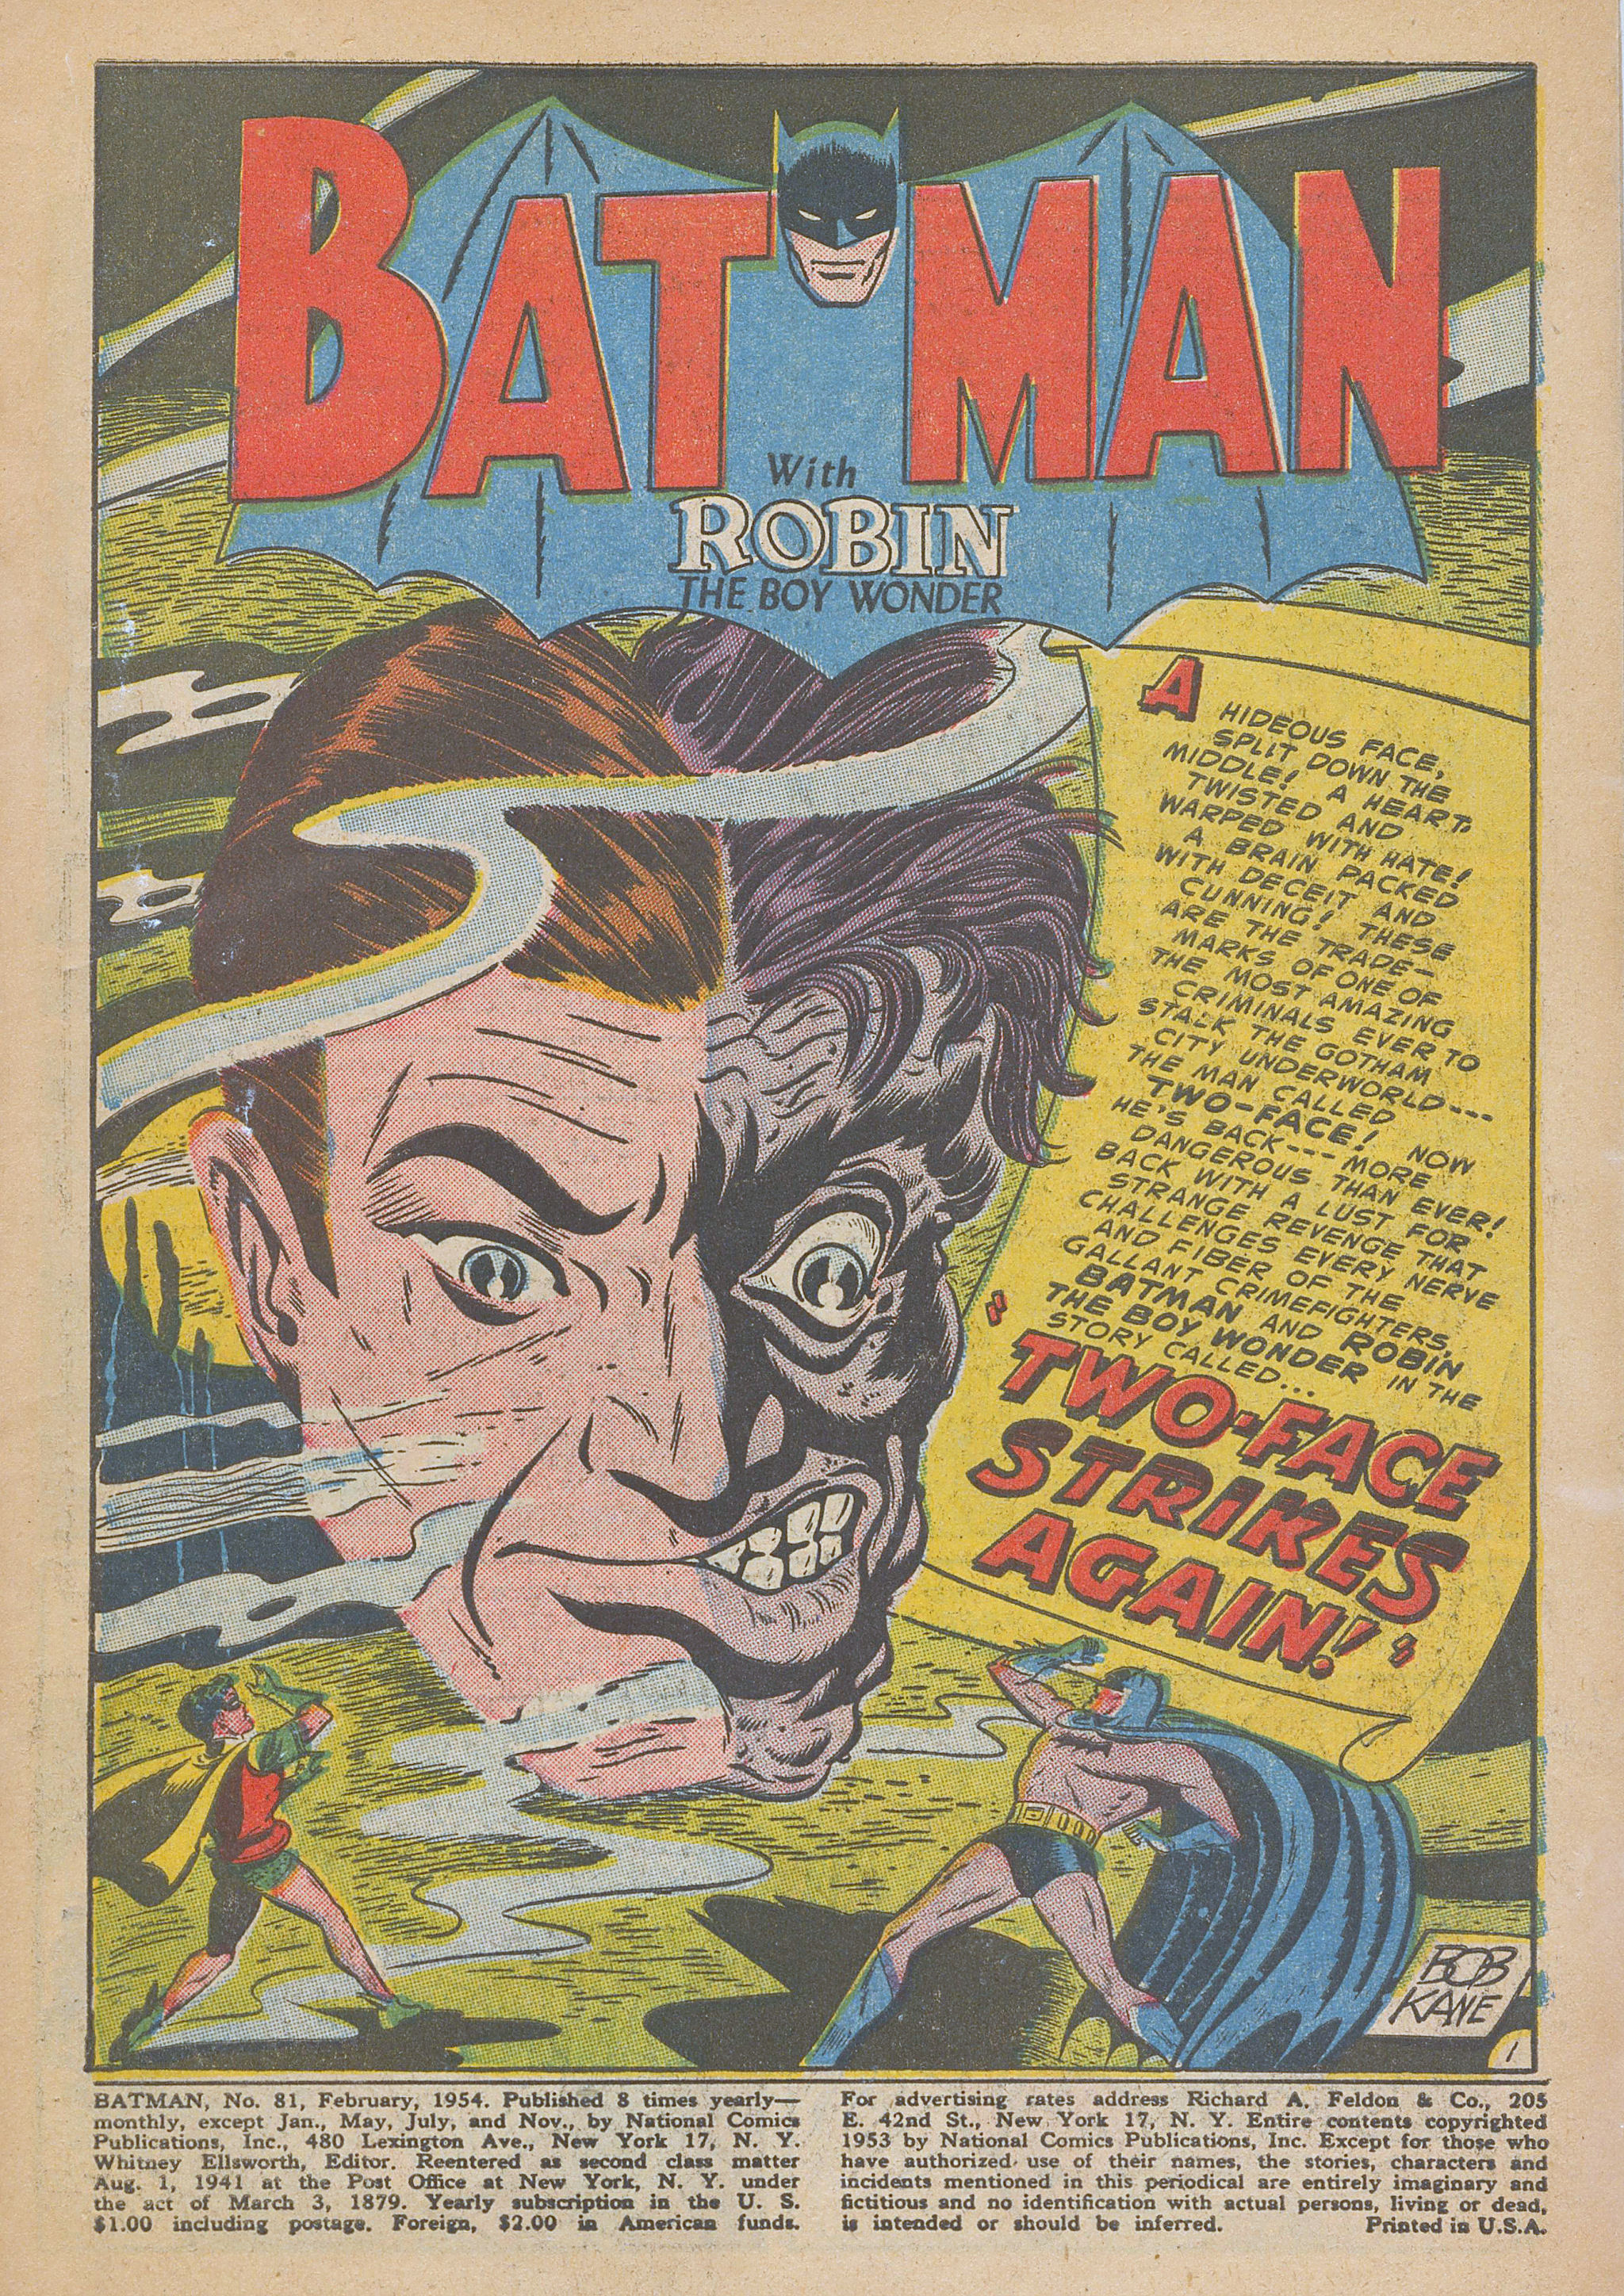 BATMAN
With
ROBIN
THE BOY WONDER
A HIDEOUS FACE,
SPLIT DOWN THE
MIDDLE! A HEART,
TWISTED AND
WARPED WITH HATE!
A BRAIN PACKED
WITH DECEIT AND
CUNNING! THESE
ARE THE TRADE-
MARKS OF ONE OF
THE MOST AMAZING
CRIMINALS EVER TO
STALK THE GOTHAM
CITY UNDERWORLD---
THE MAN CALLED
TWO-FACE! NOW
HE'S BACK--- MORE
DANGEROUS THAN EVER!
BACK WITH A LUST FOR
STRANGE REVENGE THAT
CHALLENGES EVERY NERVE
AND FIBER OF THE
GALLANT CRIMEFIGHTERS,
BATMAN AND ROBIN
THE BOY WONDER IN THE
STORY CALLED...
"TWO-FACE
STRIKES
AGAIN!"
BOB
KANE
1
BATMAN, No. 81, February, 1954. Published 8 times yearly—
monthly, except Jan., May, July, and Nov., by National Comics
Publications, Inc., 480 Lexington Ave., New York 17, N. Y.
Whitney Ellsworth, Editor. Reentered as second class matter
Aug. 1, 1941 at the Post Office at New York, N. Y. under
the act of March 3, 1879. Yearly subscription in the U. S.
$1.00 including postage. Foreign, $2.00 in American funds.
For advertising rates address Richard A. Feldon & Co., 205
E. 42nd St., New York 17, N. Y. Entire contents copyrighted
1953 by National Comics Publications, Inc. Except for those who
have authorized use of their names, the stories, characters and
incidents mentioned in this periodical are entirely imaginary and
fictitious and no identification with actual persons, living or dead,
is intended or should be inferred. Printed in U.S.A.